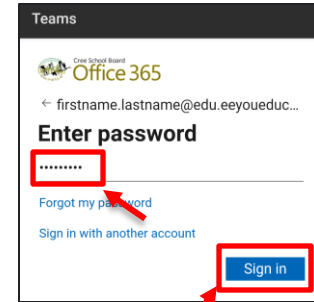 Teams
Cree School Board
Office 365
← firstname.lastname@edu.eeyoueduc...
Enter password
•••••••••
Forgot my password
Sign in with another account
Sign in